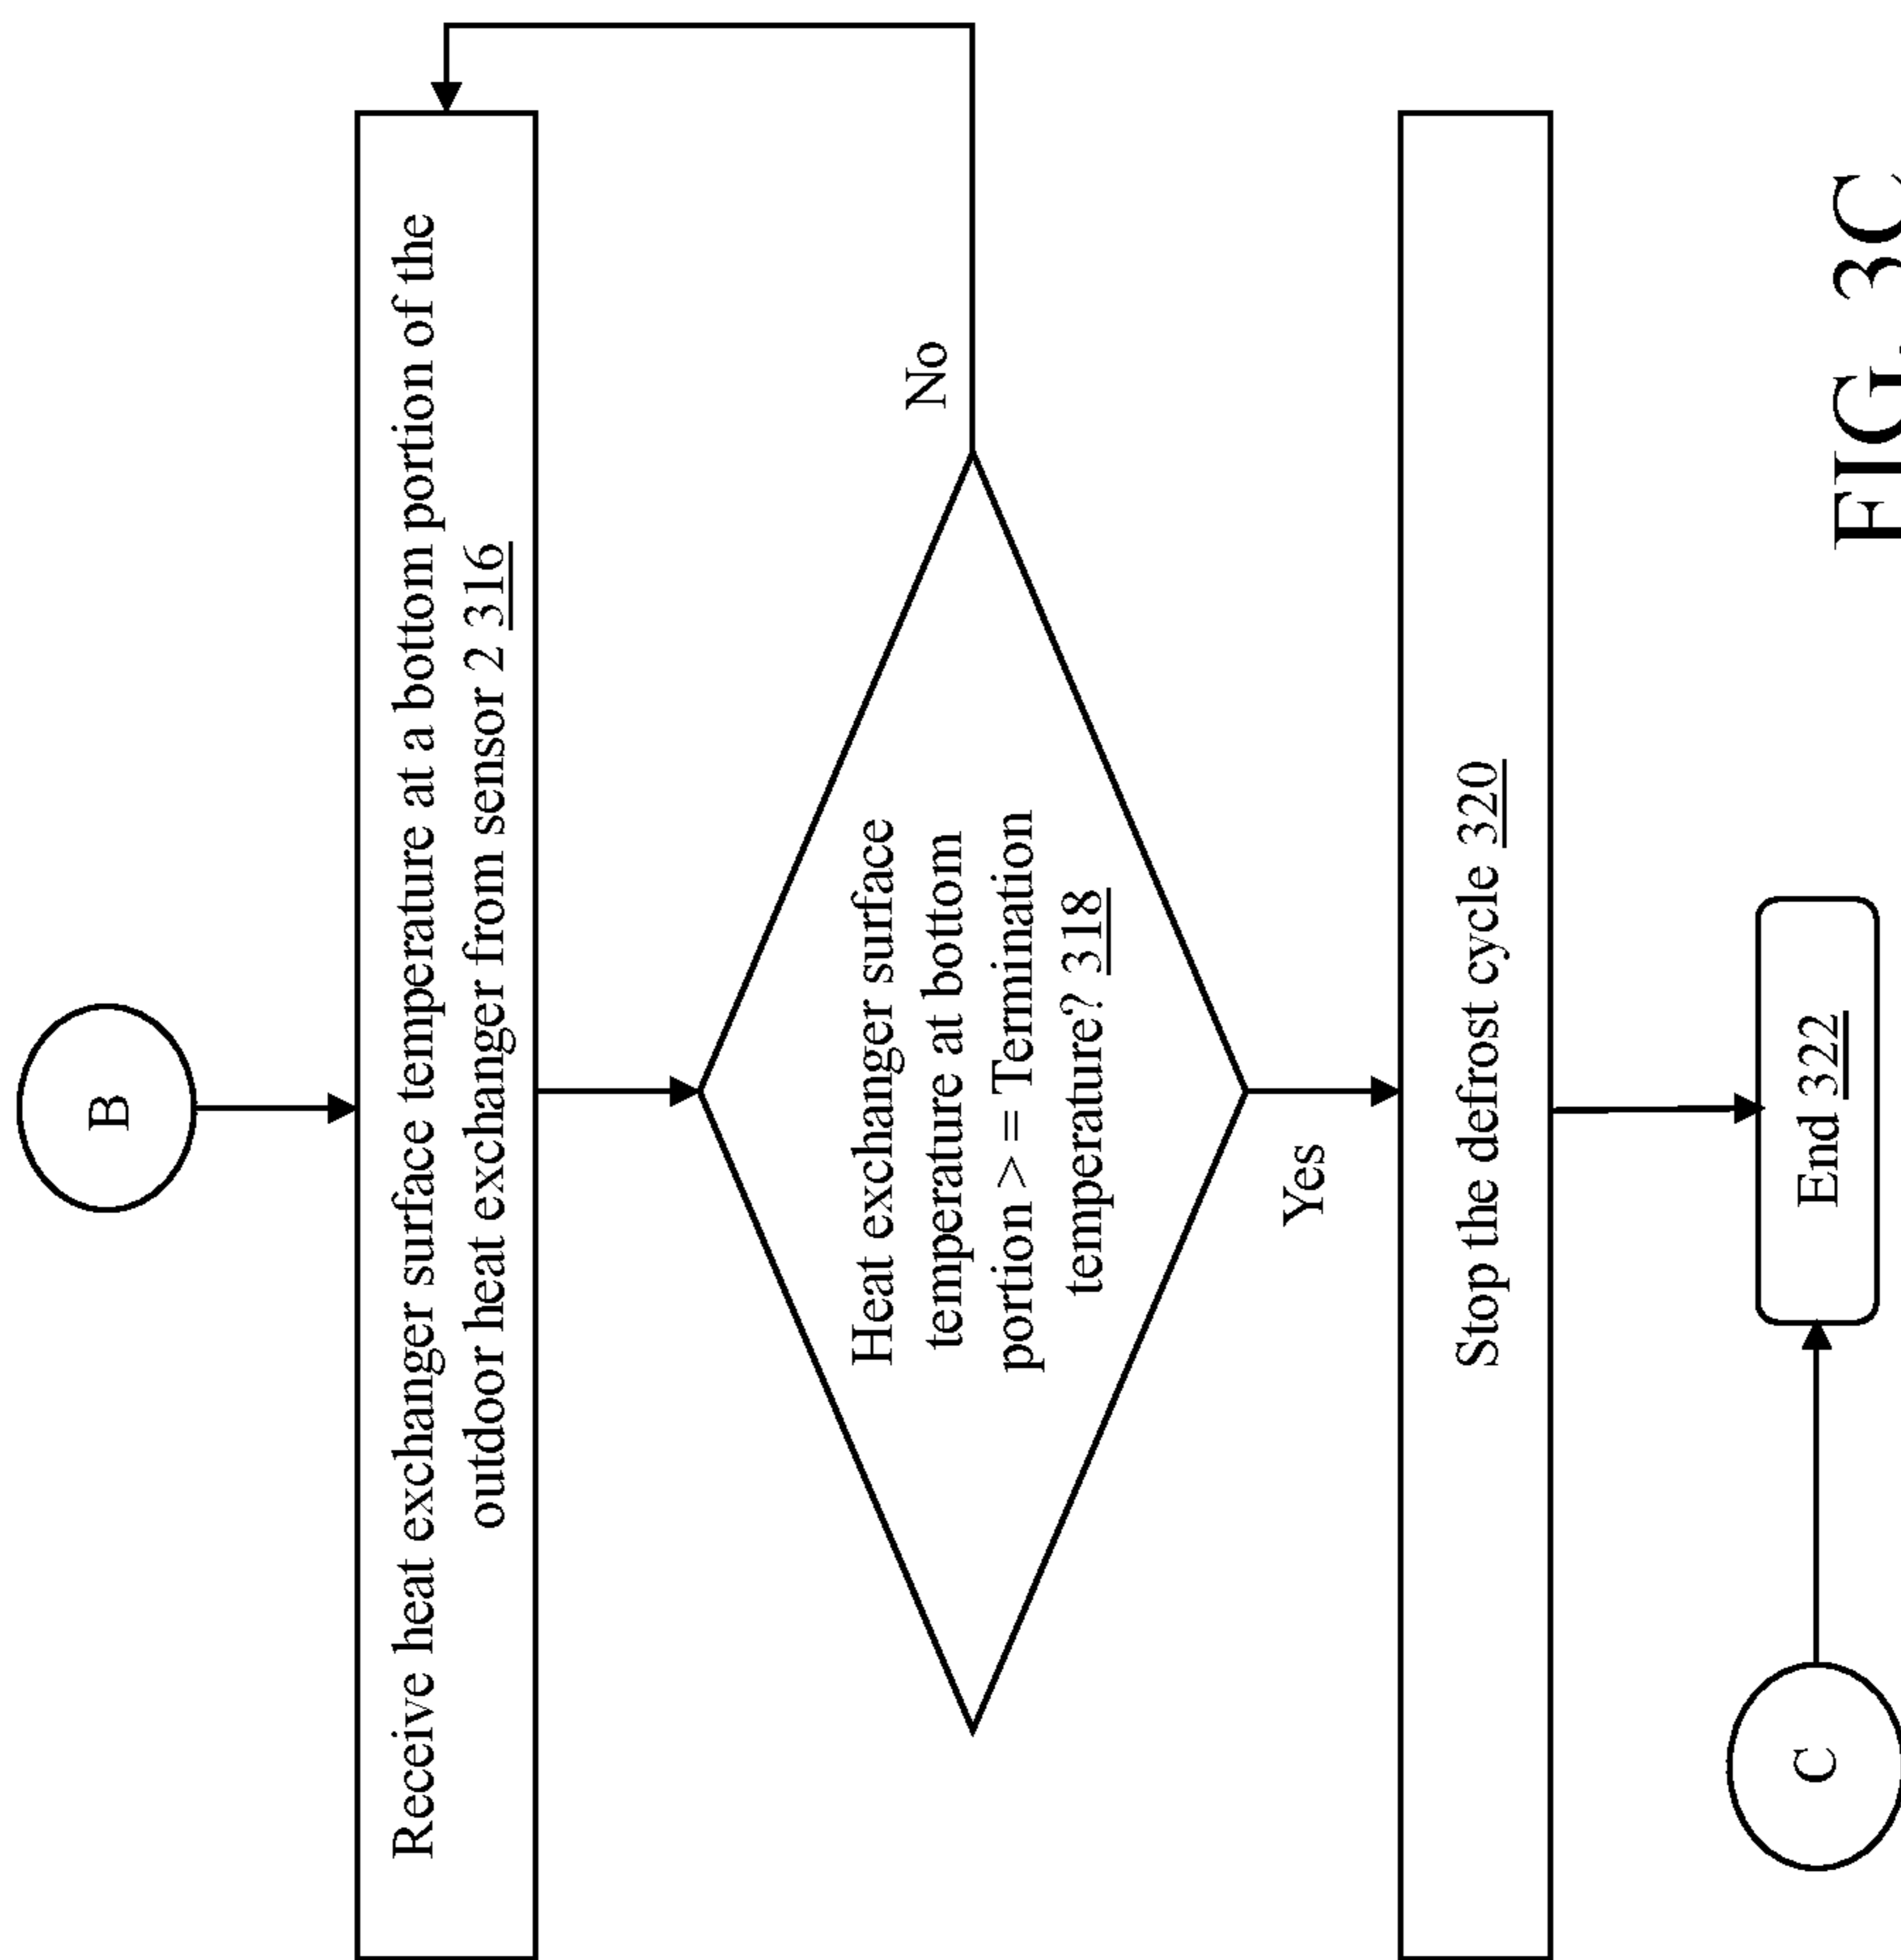 B
Receive heat exchanger surface temperature at a bottom portion of the
outdoor heat exchanger from sensor 2 316
Heat exchanger surface
temperature at bottom
portion > = Termination
temperature? 318
No
Yes
Stop the defrost cycle 320
C
End 322
FIG. 3C